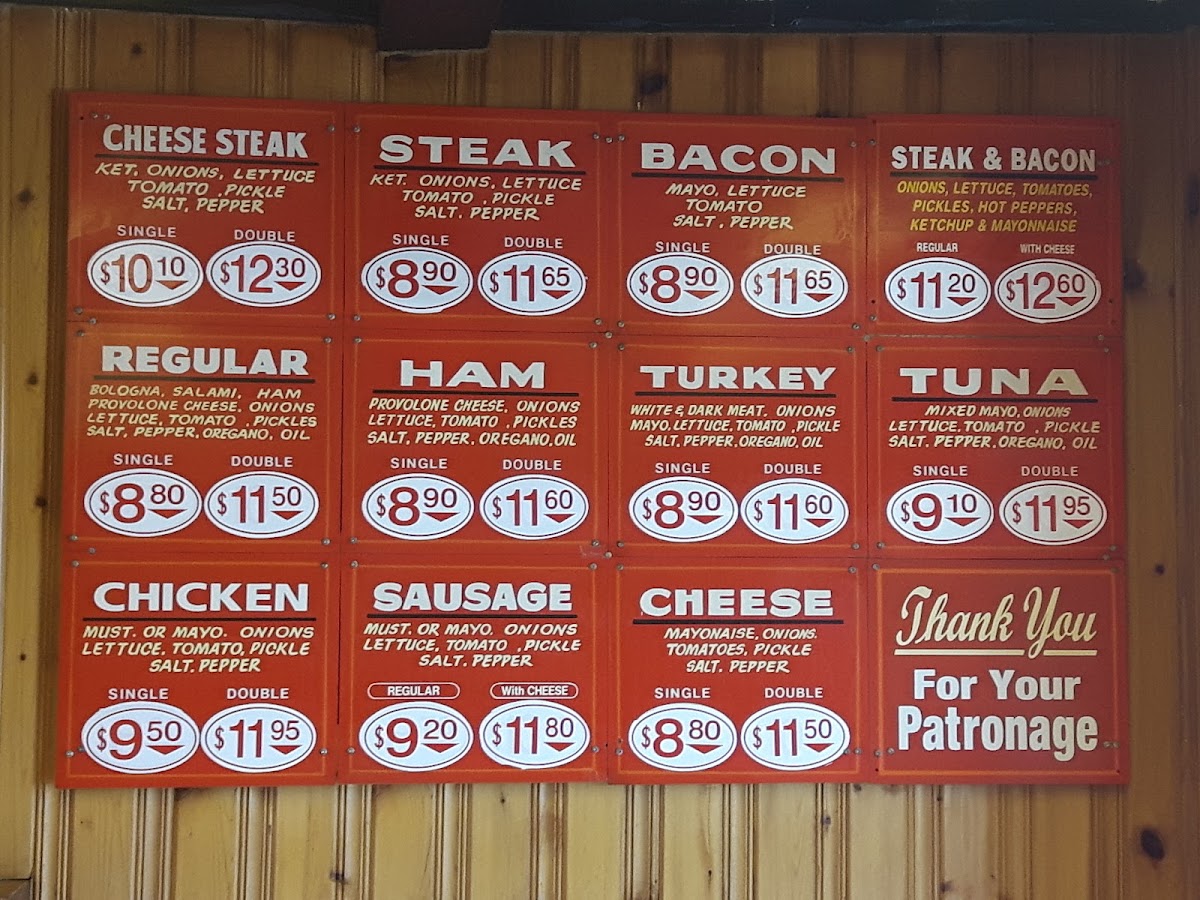 CHEESE STEAK
KET. ONIONS, LETTUCE
TOMATO , PICKLE
SALT, PEPPER
SINGLE DOUBLE
$10 10 $12 30
STEAK
KET. ONIONS, LETTUCE
TOMATO , PICKLE
SALT. PEPPER
SINGLE DOUBLE
$8 90 $11 65
BACON
MAYO, LETTUCE
TOMATO
SALT , PEPPER
SINGLE DOUBLE
$8 90 $11 65
STEAK & BACON
ONIONS, LETTUCE, TOMATOES,
PICKLES, HOT PEPPERS,
KETCHUP & MAYONNAISE
REGULAR WITH CHEESE
$11 20 $12 60
REGULAR
BOLOGNA, SALAMI, HAM
PROVOLONE CHEESE, ONIONS
LETTUCE, TOMATO , PICKLES
SALT, PEPPER, OREGANO, OIL
SINGLE DOUBLE
$8 80 $11 50
HAM
PROVOLONE CHEESE, ONIONS
LETTUCE, TOMATO , PICKLES
SALT, PEPPER, OREGANO, OIL
SINGLE DOUBLE
$8 90 $11 60
TURKEY
WHITE & DARK MEAT. ONIONS
MAYO, LETTUCE, TOMATO , PICKLE
SALT, PEPPER, OREGANO, OIL
SINGLE DOUBLE
$8 90 $11 60
TUNA
MIXED MAYO, ONIONS
LETTUCE, TOMATO , PICKLE
SALT. PEPPER, OREGANO, OIL
SINGLE DOUBLE
$9 10 $11 95
CHICKEN
MUST. OR MAYO. ONIONS
LETTUCE. TOMATO, PICKLE
SALT. PEPPER
SINGLE DOUBLE
$9 50 $11 95
SAUSAGE
MUST. OR MAYO, ONIONS
LETTUCE, TOMATO , PICKLE
SALT. PEPPER
REGULAR With CHEESE
$9 20 $11 80
CHEESE
MAYONAISE, ONIONS.
TOMATOES, PICKLE
SALT. PEPPER
SINGLE DOUBLE
$8 80 $11 50
Thank You
For Your
Patronage